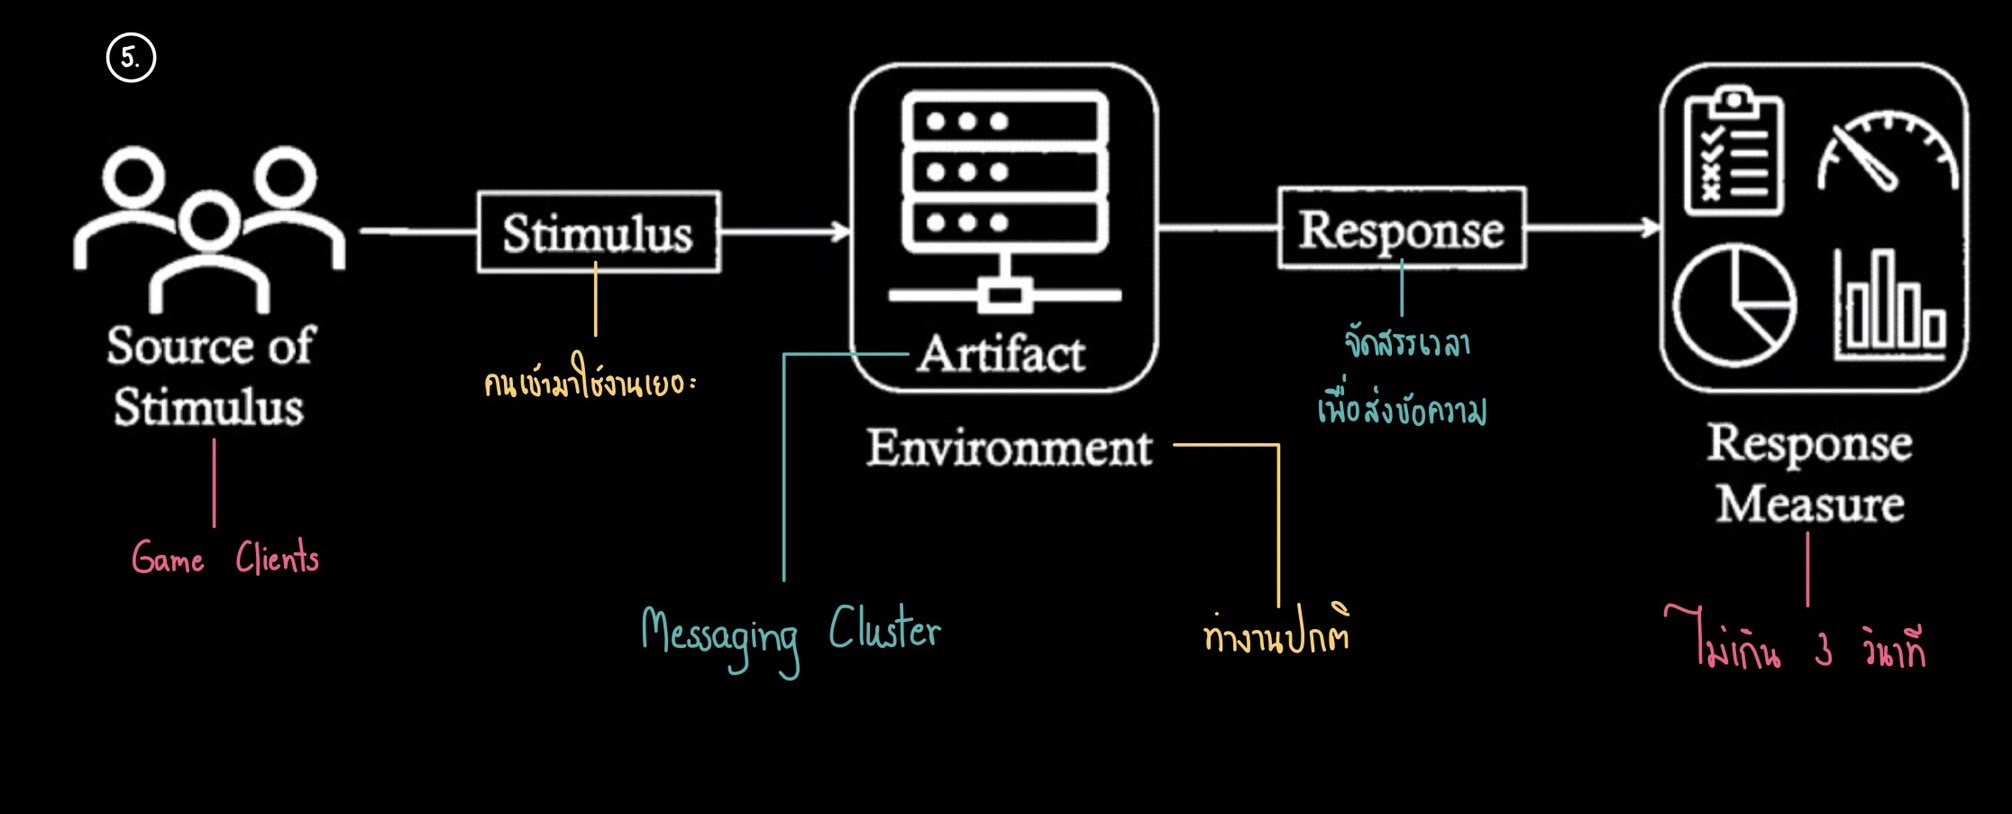 5.
Source of
Stimulus
Game Clients
Stimulus
คนเข้ามาใช้งานเยอะ
Artifact
Messaging Cluster
Environment
ทำงานปกติ
Response
จัดสรรเวลา
เพื่อส่งข้อความ
Response
Measure
ไม่เกิน 3 วินาที